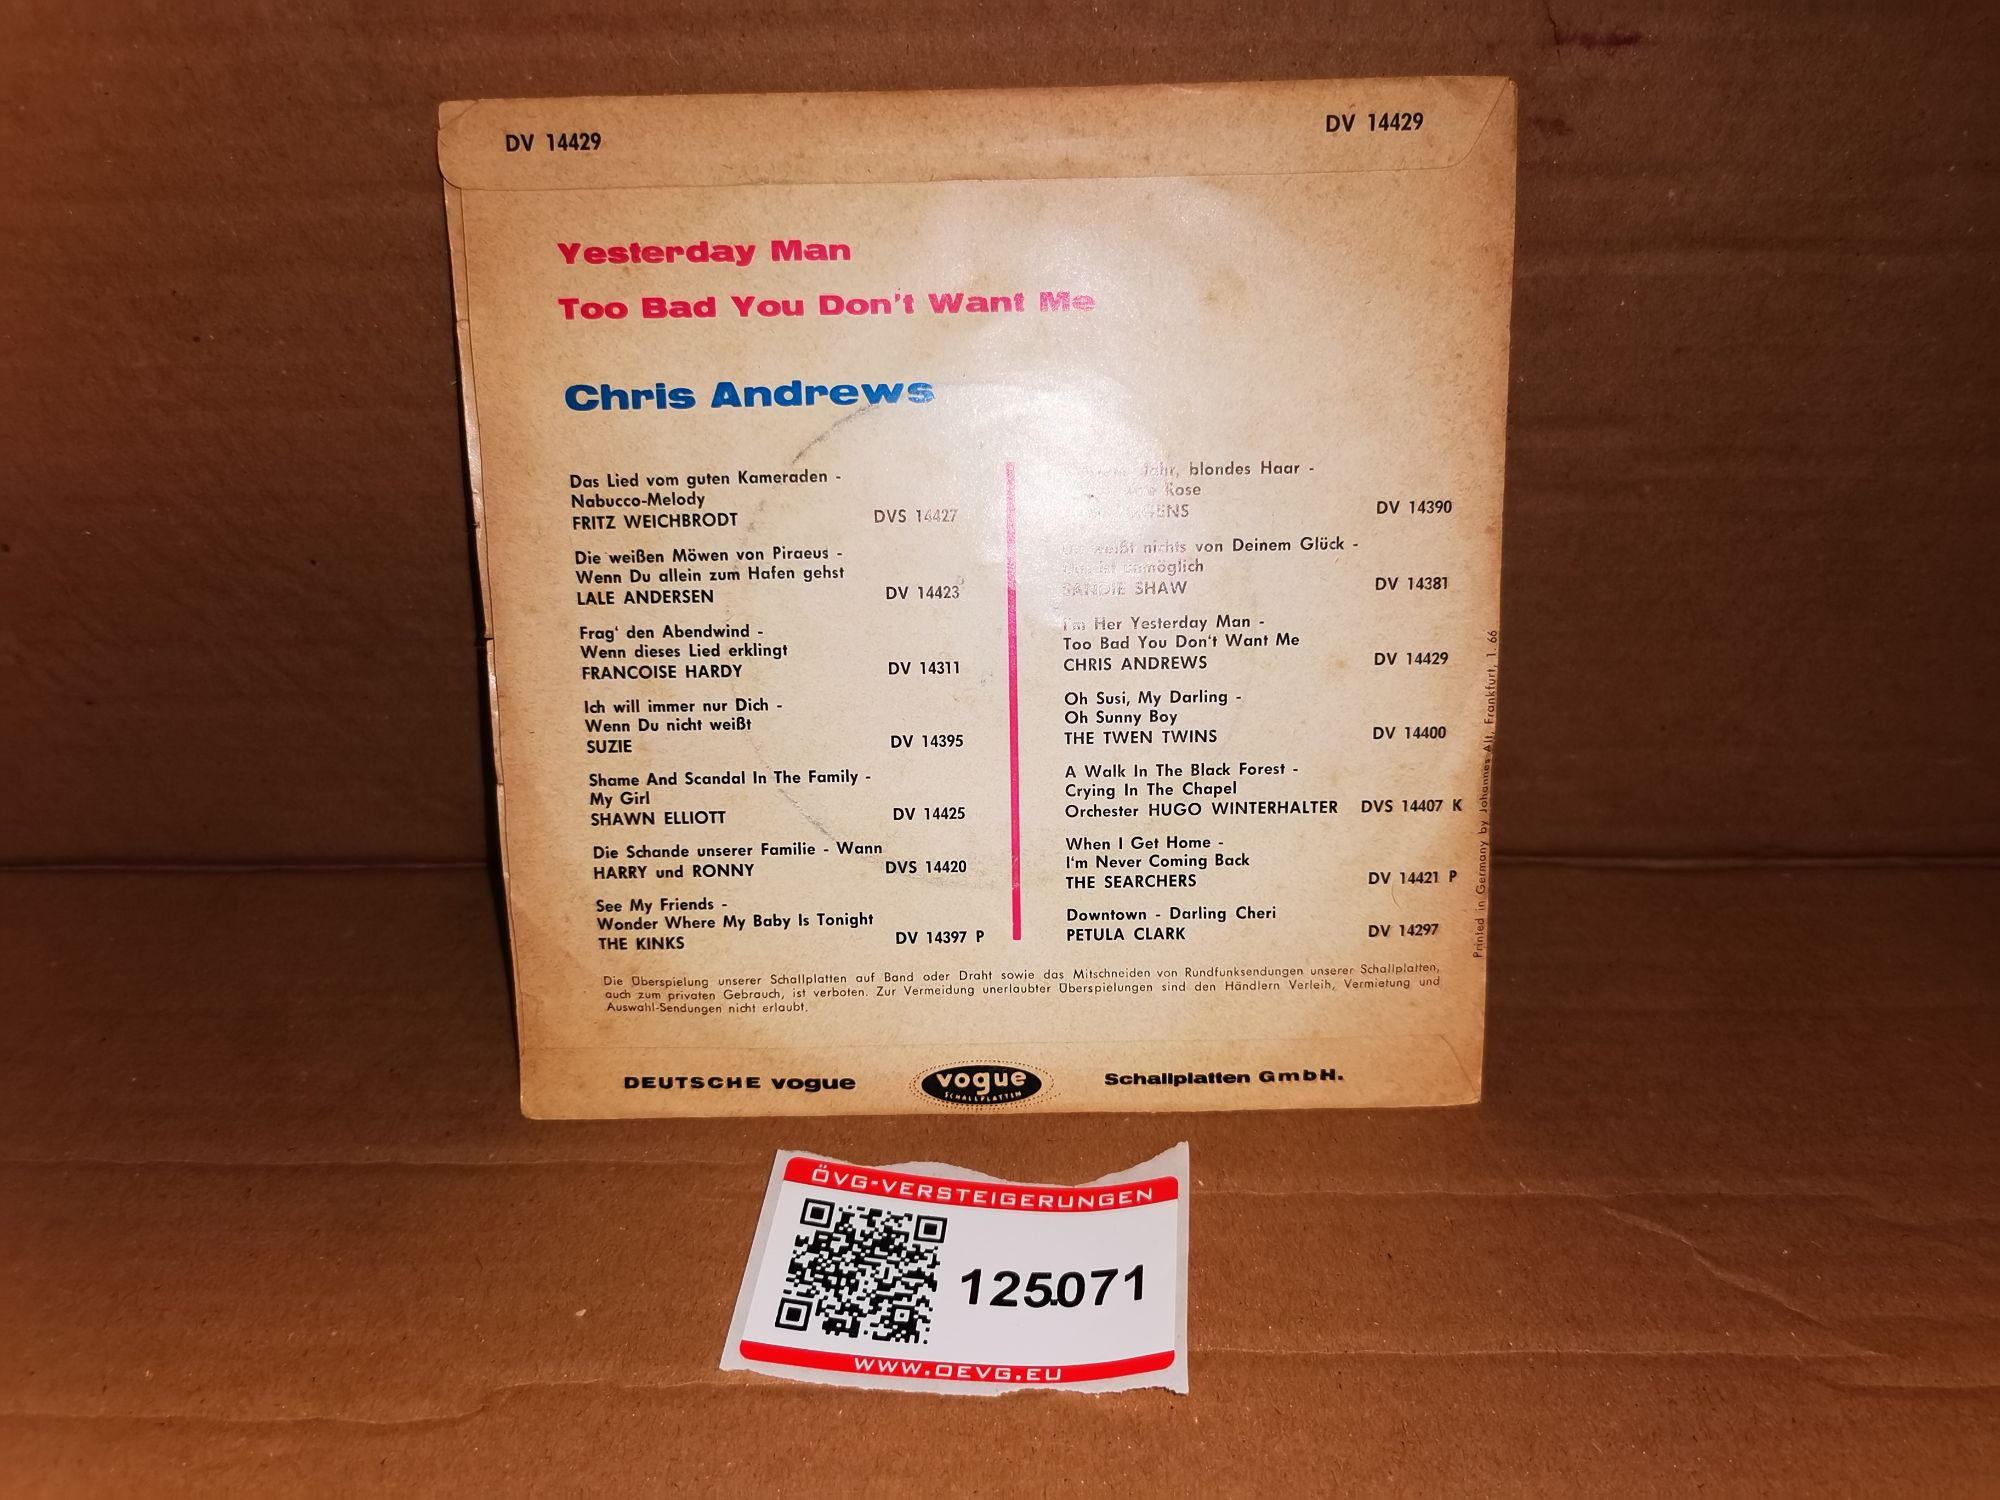 DV 14429
DV 14429
Yesterday Man
Too Bad You Don't Want Me
Chris Andrews
Das Lied vom guten Kameraden -
Nabucco-Melody
FRITZ WEICHBRODT DVS 14427
Die weißen Möwen von Piraeus -
Wenn Du allein zum Hafen gehst
LALE ANDERSEN DV 14423
Frag' den Abendwind -
Wenn dieses Lied erklingt
FRANCOISE HARDY DV 14311
Ich will immer nur Dich -
Wenn Du nicht weißt
SUZIE DV 14395
Shame And Scandal In The Family -
My Girl
SHAWN ELLIOTT DV 14425
Die Schande unserer Familie - Wann
HARRY und RONNY DVS 14420
See My Friends -
Wonder Where My Baby Is Tonight
THE KINKS DV 14397 P
Jahr, blondes Haar -
Rose
DV 14390
weißt nichts von Deinem Glück -
ist unmöglich
SANDIE SHAW DV 14381
I'm Her Yesterday Man -
Too Bad You Don't Want Me
CHRIS ANDREWS DV 14429
Oh Susi, My Darling -
Oh Sunny Boy
THE TWEN TWINS DV 14400
A Walk In The Black Forest -
Crying In The Chapel
Orchester HUGO WINTERHALTER DVS 14407 K
When I Get Home -
I'm Never Coming Back
THE SEARCHERS DV 14421 P
Downtown - Darling Cheri
PETULA CLARK DV 14297
Printed in Germany by Johannes Alt, Frankfurt, 1. 66
Die Überspielung unserer Schallplatten auf Band oder Draht sowie das Mitschneiden von Rundfunksendungen unserer Schallplatten,
auch zum privaten Gebrauch, ist verboten. Zur Vermeidung unerlaubter Überspielungen sind den Händlern Verleih, Vermietung und
Auswahl-Sendungen nicht erlaubt.
DEUTSCHE vogue
vogue
SCHALLPLATTEN
Schallplatten GmbH.
ÖVG-VERSTEIGERUNGEN
125.071
WWW.OEVG.EU